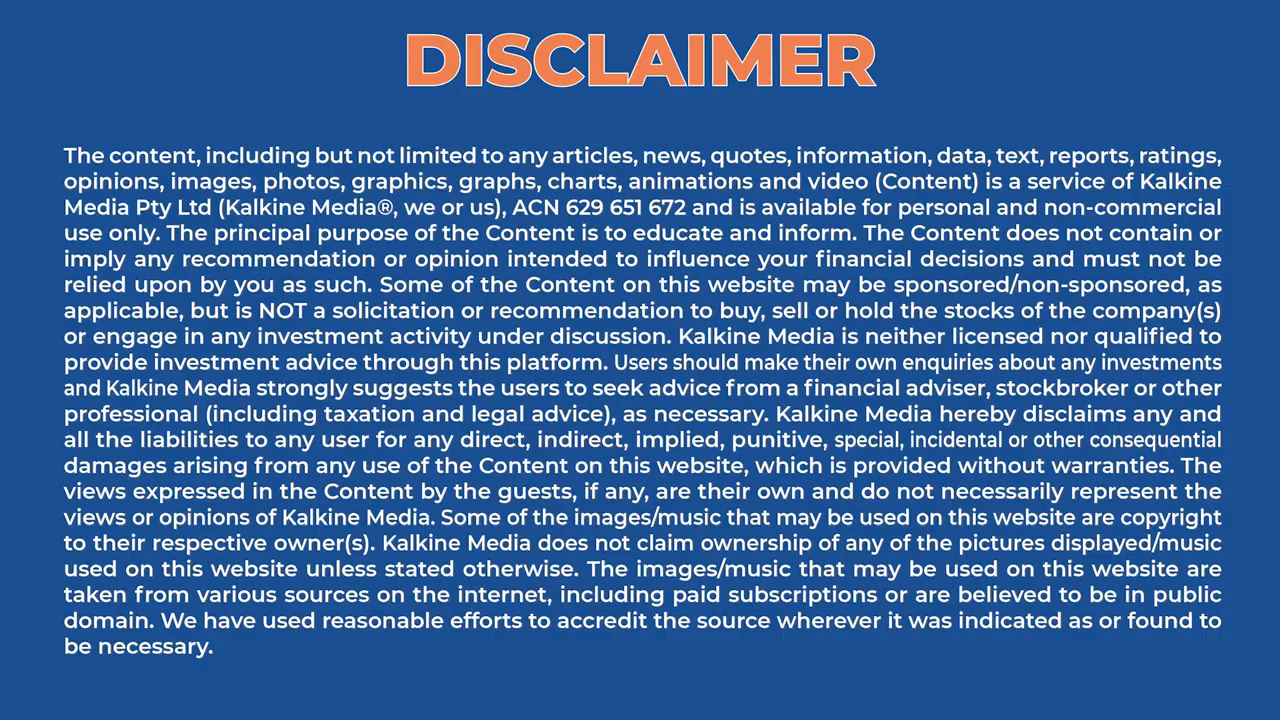 DISCLAIMER
The content, including but not limited to any articles, news, quotes, information, data, text, reports, ratings,
opinions, images, photos, graphics, graphs, charts, animations and video (Content) is a service of Kalkine
Media Pty Ltd (Kalkine Media®, we or us), ACN 629 651 672 and is available for personal and non-commercial
use only. The principal purpose of the Content is to educate and inform. The Content does not contain or
imply any recommendation or opinion intended to influence your financial decisions and must not be
relied upon by you as such. Some of the Content on this website may be sponsored/non-sponsored, as
applicable, but is NOT a solicitation or recommendation to buy, sell or hold the stocks of the company(s)
or engage in any investment activity under discussion. Kalkine Media is neither licensed nor qualified to
provide investment advice through this platform. Users should make their own enquiries about any investments
and Kalkine Media strongly suggests the users to seek advice from a financial adviser, stockbroker or other
professional (including taxation and legal advice), as necessary. Kalkine Media hereby disclaims any and
all the liabilities to any user for any direct, indirect, implied, punitive, special, incidental or other consequential
damages arising from any use of the Content on this website, which is provided without warranties. The
views expressed in the Content by the guests, if any, are their own and do not necessarily represent the
views or opinions of Kalkine Media. Some of the images/music that may be used on this website are copyright
to their respective owner(s). Kalkine Media does not claim ownership of any of the pictures displayed/music
used on this website unless stated otherwise. The images/music that may be used on this website are
taken from various sources on the internet, including paid subscriptions or are believed to be in public
domain. We have used reasonable efforts to accredit the source wherever it was indicated as or found to
be necessary.